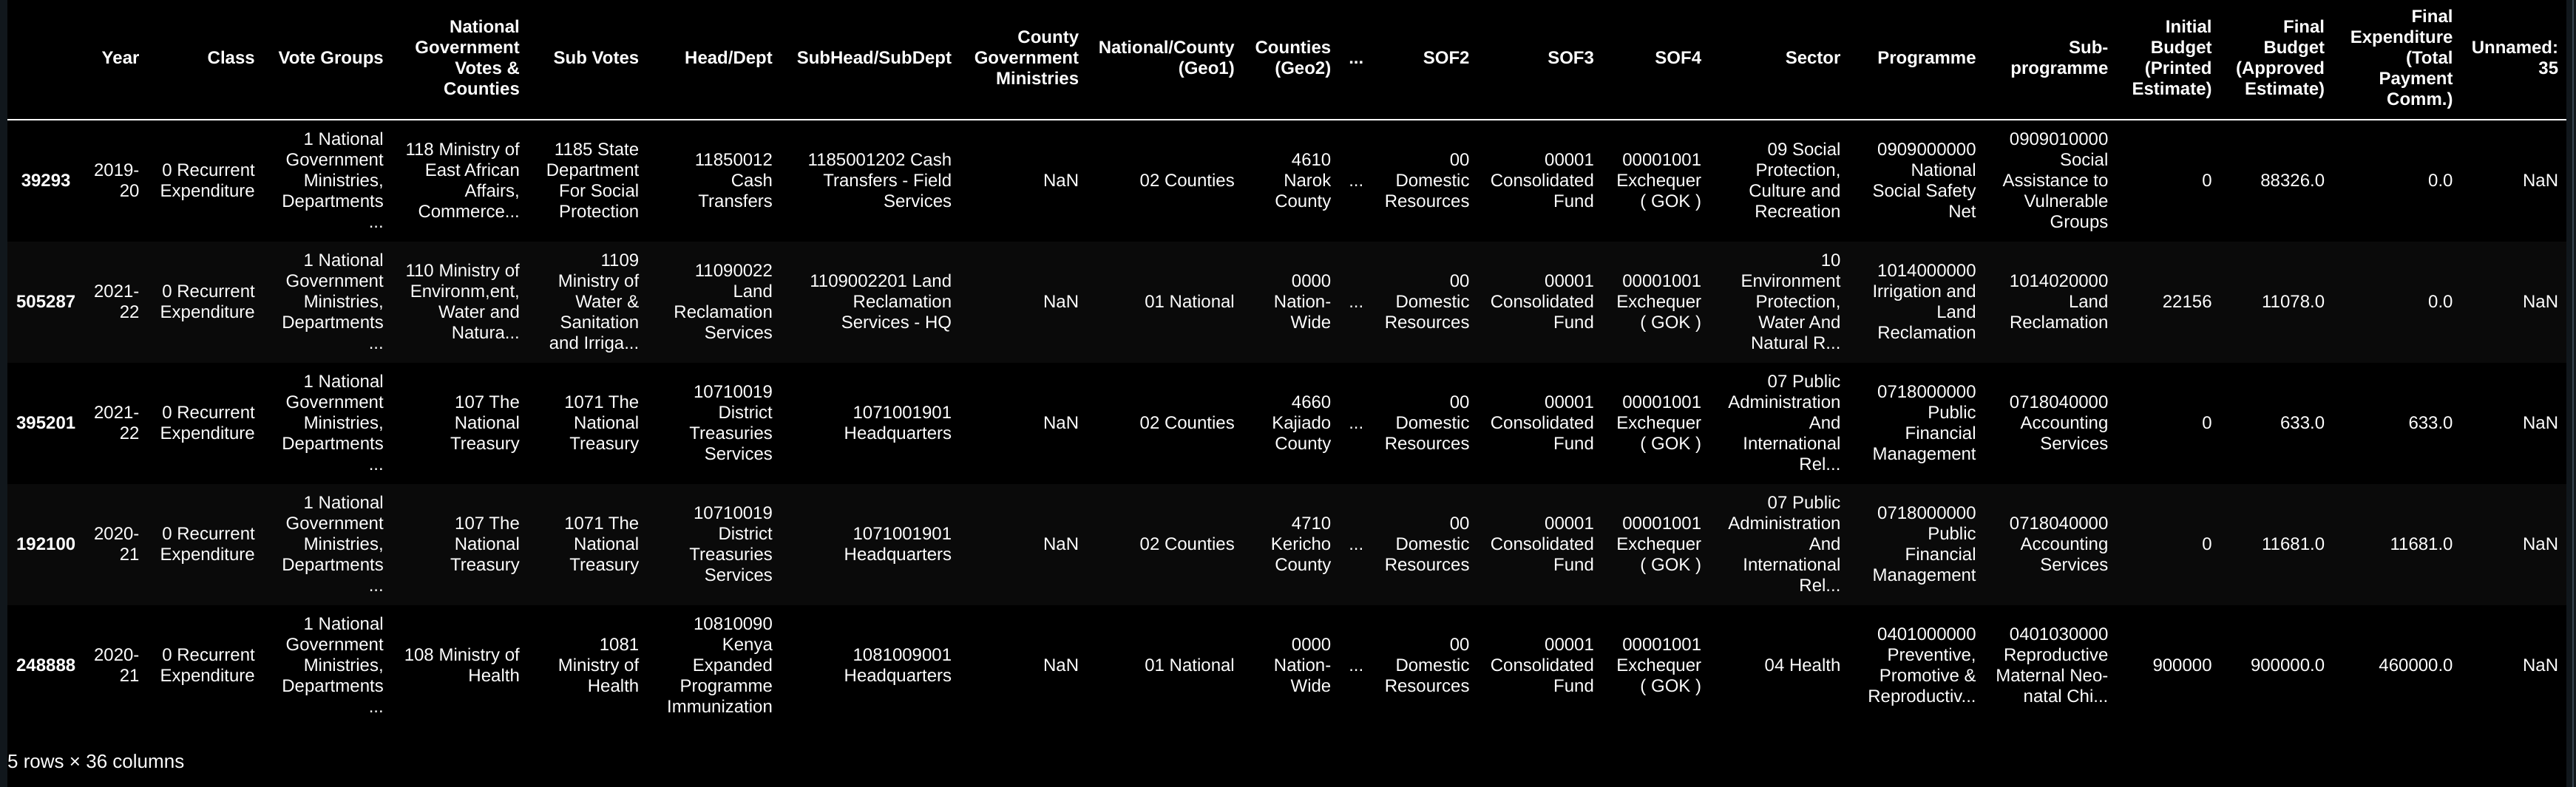 Year Class Vote Groups National Government Votes & Counties Sub Votes Head/Dept SubHead/SubDept County Government Ministries National/County (Geo1) Counties (Geo2) ... SOF2 SOF3 SOF4 Sector Programme Sub-programme Initial Budget (Printed Estimate) Final Budget (Approved Estimate) Final Expenditure (Total Payment Comm.) Unnamed: 35
39293 2019-20 0 Recurrent Expenditure 1 National Government Ministries, Departments ... 118 Ministry of East African Affairs, Commerce... 1185 State Department For Social Protection 11850012 Cash Transfers 1185001202 Cash Transfers - Field Services NaN 02 Counties 4610 Narok County ... 00 Domestic Resources 00001 Consolidated Fund 00001001 Exchequer ( GOK ) 09 Social Protection, Culture and Recreation 0909000000 National Social Safety Net 0909010000 Social Assistance to Vulnerable Groups 0 88326.0 0.0 NaN
505287 2021-22 0 Recurrent Expenditure 1 National Government Ministries, Departments ... 110 Ministry of Environm,ent, Water and Natura... 1109 Ministry of Water & Sanitation and Irriga... 11090022 Land Reclamation Services 1109002201 Land Reclamation Services - HQ NaN 01 National 0000 Nation-Wide ... 00 Domestic Resources 00001 Consolidated Fund 00001001 Exchequer ( GOK ) 10 Environment Protection, Water And Natural R... 1014000000 Irrigation and Land Reclamation 1014020000 Land Reclamation 22156 11078.0 0.0 NaN
395201 2021-22 0 Recurrent Expenditure 1 National Government Ministries, Departments ... 107 The National Treasury 1071 The National Treasury 10710019 District Treasuries Services 1071001901 Headquarters NaN 02 Counties 4660 Kajiado County ... 00 Domestic Resources 00001 Consolidated Fund 00001001 Exchequer ( GOK ) 07 Public Administration And International Rel... 0718000000 Public Financial Management 0718040000 Accounting Services 0 633.0 633.0 NaN
192100 2020-21 0 Recurrent Expenditure 1 National Government Ministries, Departments ... 107 The National Treasury 1071 The National Treasury 10710019 District Treasuries Services 1071001901 Headquarters NaN 02 Counties 4710 Kericho County ... 00 Domestic Resources 00001 Consolidated Fund 00001001 Exchequer ( GOK ) 07 Public Administration And International Rel... 0718000000 Public Financial Management 0718040000 Accounting Services 0 11681.0 11681.0 NaN
248888 2020-21 0 Recurrent Expenditure 1 National Government Ministries, Departments ... 108 Ministry of Health 1081 Ministry of Health 10810090 Kenya Expanded Programme Immunization 1081009001 Headquarters NaN 01 National 0000 Nation-Wide ... 00 Domestic Resources 00001 Consolidated Fund 00001001 Exchequer ( GOK ) 04 Health 0401000000 Preventive, Promotive & Reproductiv... 0401030000 Reproductive Maternal Neo-natal Chi... 900000 900000.0 460000.0 NaN
5 rows × 36 columns